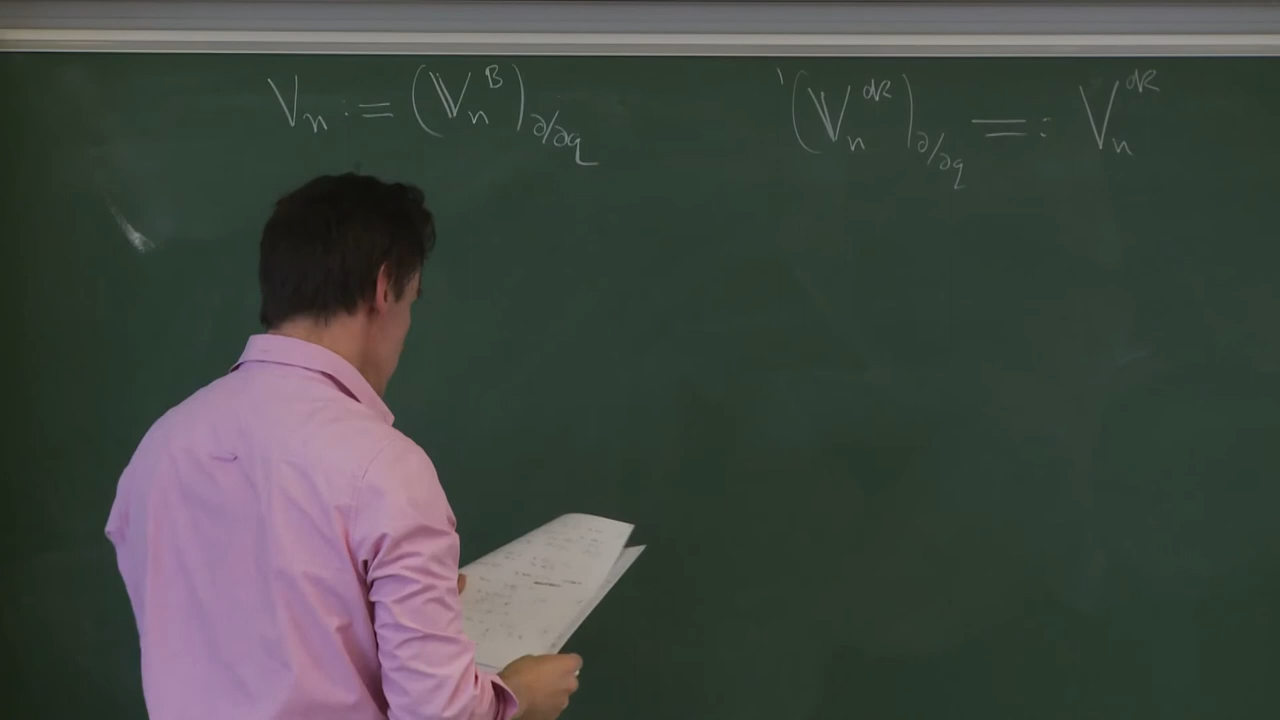 V_n := (𝕍_n^B)_{∂/∂q}    (𝕍_n^{dR})_{∂/∂q} =: V_n^{dR}